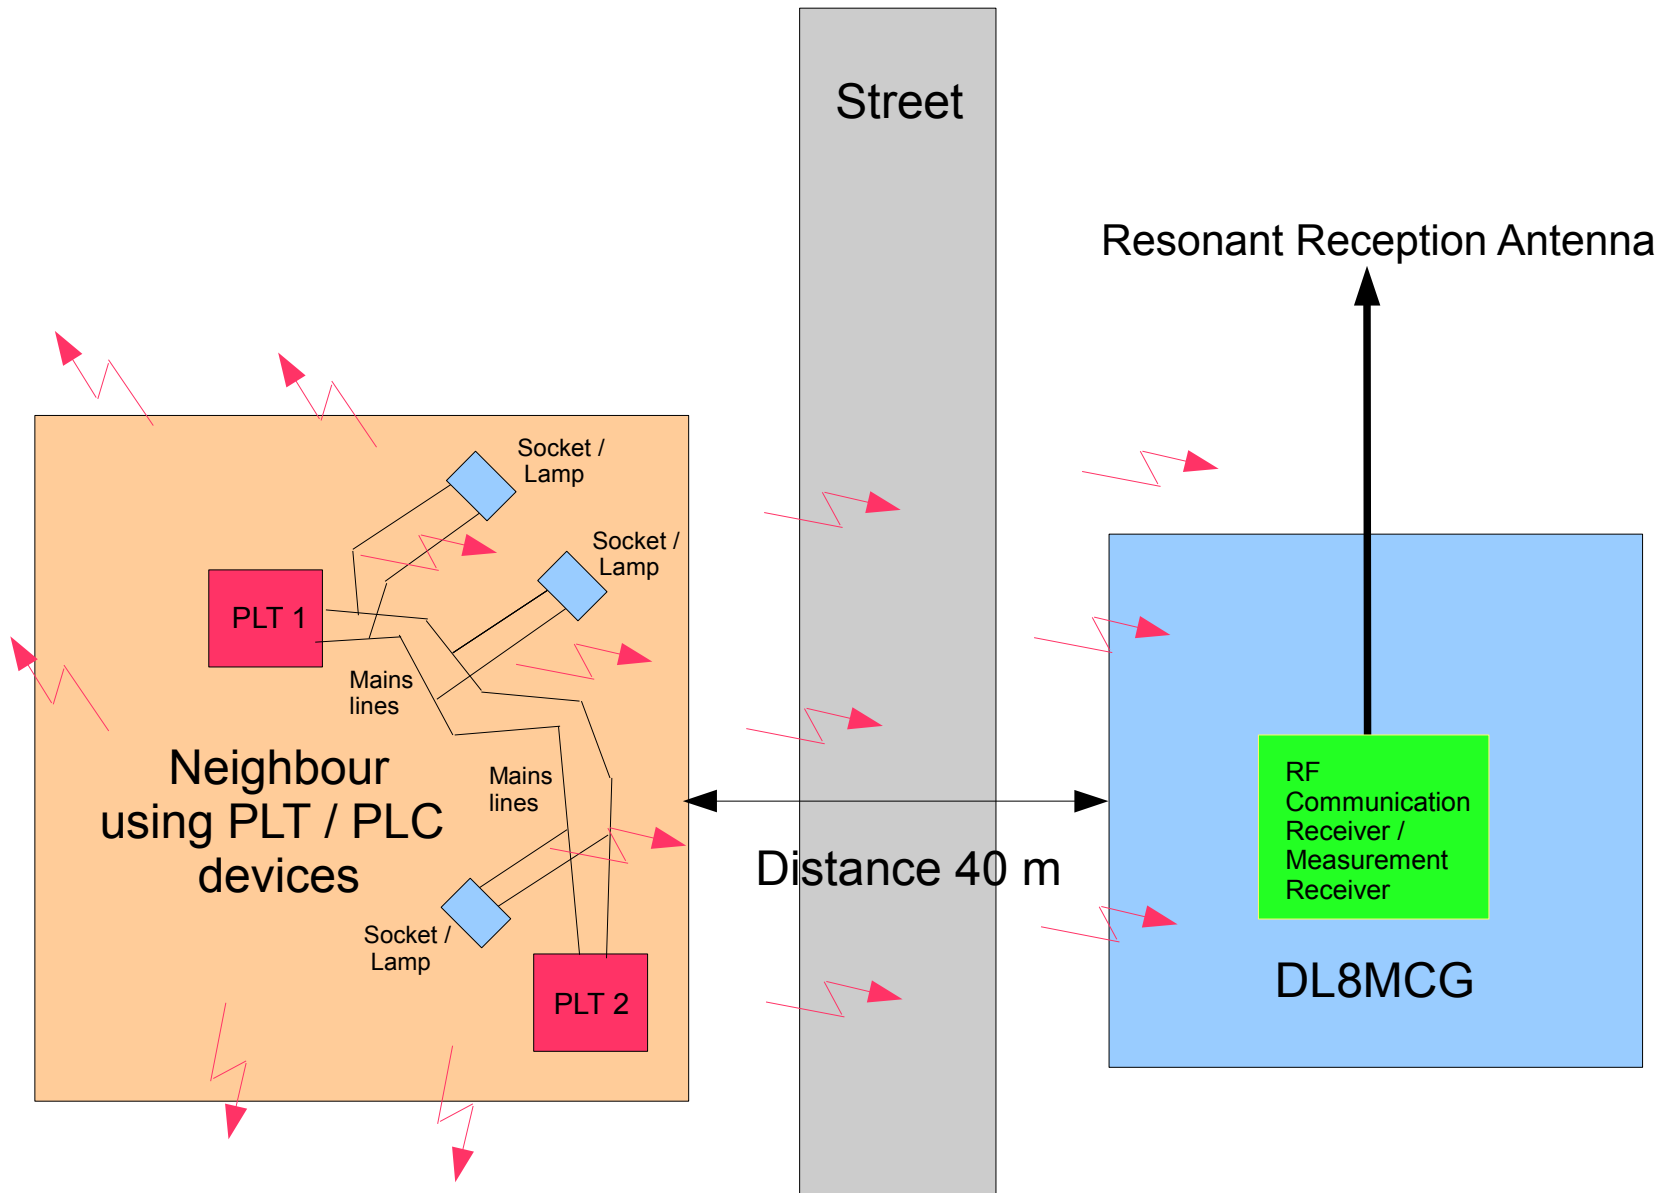 Street
Resonant Reception Antenna
Socket /
Lamp
Socket /
Lamp
PLT 1
Mains
lines
Neighbour
using PLT / PLC
devices
Mains
lines
Socket /
Lamp
PLT 2
Distance 40 m
RF
Communication
Receiver /
Measurement
Receiver
DL8MCG